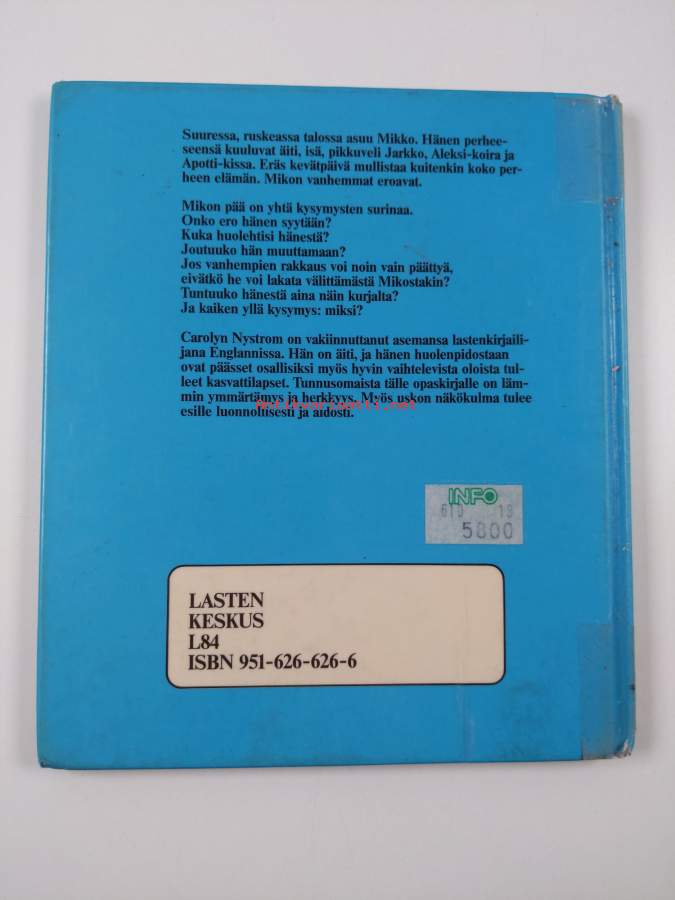 Suuressa, ruskeassa talossa asuu Mikko. Hänen perhee-
seensä kuuluvat äiti, isä, pikkuveli Jarkko, Aleksi-koira ja
Apotti-kissa. Eräs kevätpäivä mullistaa kuitenkin koko per-
heen elämän. Mikon vanhemmat eroavat.
Mikon pää on yhtä kysymysten surinaa.
Onko ero hänen syytään?
Kuka huolehtisi hänestä?
Joutuuko hän muuttamaan?
Jos vanhempien rakkaus voi noin vain päättyä,
eivätkö he voi lakata välittämästä Mikostakin?
Tuntuuko hänestä aina näin kurjalta?
Ja kaiken yllä kysymys: miksi?
Carolyn Nystrom on vakiinnuttanut asemansa lastenkirjaili-
jana Englannissa. Hän on äiti, ja hänen huolenpidostaan
ovat päässet osallisiksi myös hyvin vaihtelevista oloista tul-
leet kasvattilapset. Tunnusomaista tälle opaskirjalle on läm-
min ymmärtämys ja herkkyys. Myös uskon näkökulma tulee
esille luonnollisesti ja aidosti.
Antikvariaatti.net
INFO
61D 18
5800
LASTEN
KESKUS
L84
ISBN 951-626-626-6